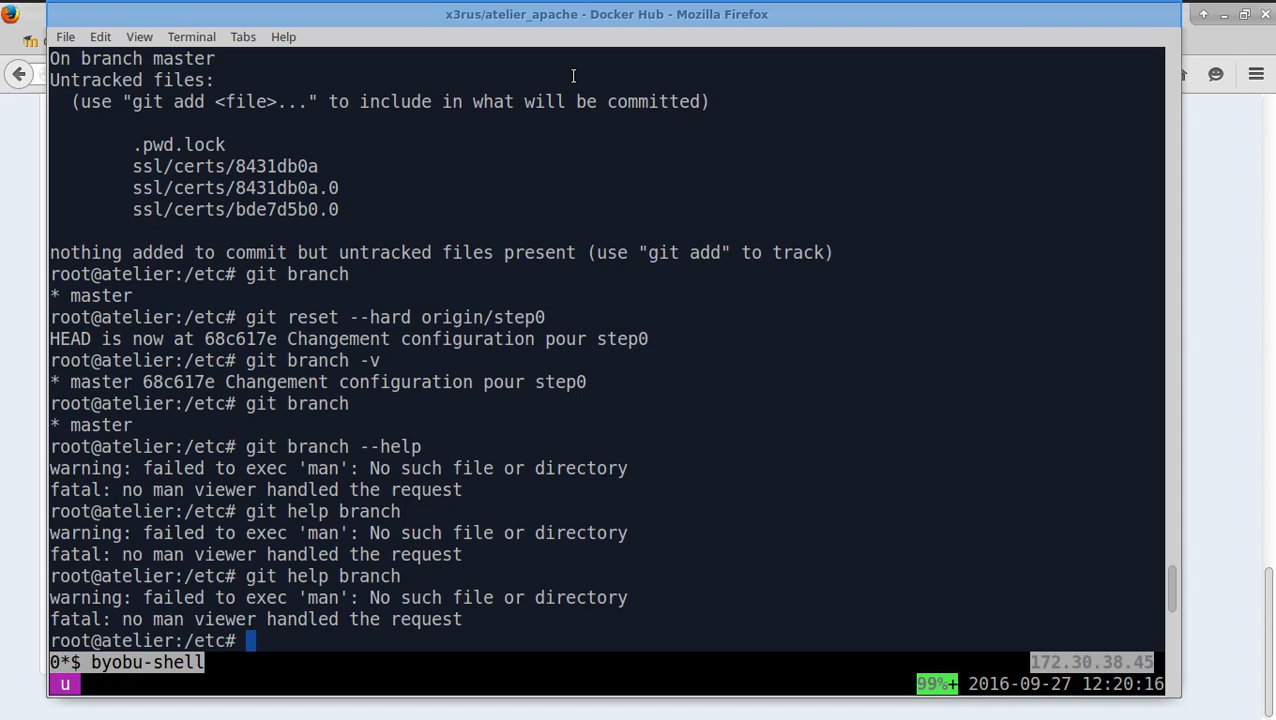 x3rus/atelier_apache - Docker Hub - Mozilla Firefox
File Edit View Terminal Tabs Help
On branch master
Untracked files:
(use "git add <file>..." to include in what will be committed)
.pwd.lock
ssl/certs/8431db0a
ssl/certs/8431db0a.0
ssl/certs/bde7d5b0.0
nothing added to commit but untracked files present (use "git add" to track)
root@atelier:/etc# git branch
* master
root@atelier:/etc# git reset --hard origin/step0
HEAD is now at 68c617e Changement configuration pour step0
root@atelier:/etc# git branch -v
* master 68c617e Changement configuration pour step0
root@atelier:/etc# git branch
* master
root@atelier:/etc# git branch --help
warning: failed to exec 'man': No such file or directory
fatal: no man viewer handled the request
root@atelier:/etc# git help branch
warning: failed to exec 'man': No such file or directory
fatal: no man viewer handled the request
root@atelier:/etc# git help branch
warning: failed to exec 'man': No such file or directory
fatal: no man viewer handled the request
root@atelier:/etc#
0*$ byobu-shell 172.30.38.45
u 99%+ 2016-09-27 12:20:16